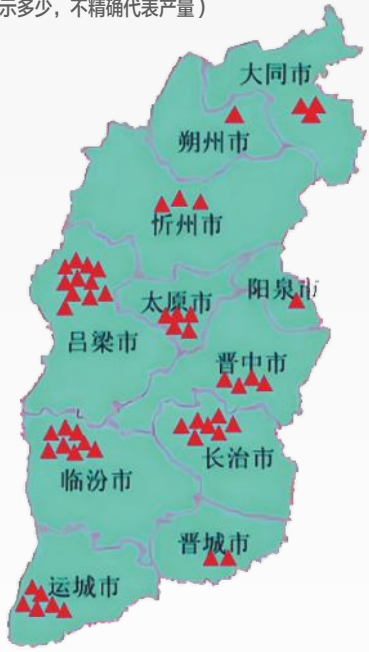 示多少，不精确代表产量）
大同市
朔州市
忻州市
太原市
阳泉市
吕梁市
晋中市
长治市
临汾市
晋城市
运城市